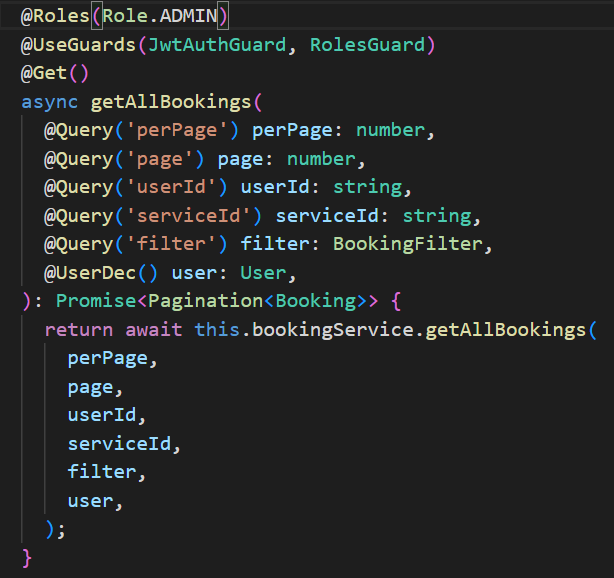 @Roles(Role.ADMIN)
@UseGuards(JwtAuthGuard, RolesGuard)
@Get()
async getAllBookings(
  @Query('perPage') perPage: number,
  @Query('page') page: number,
  @Query('userId') userId: string,
  @Query('serviceId') serviceId: string,
  @Query('filter') filter: BookingFilter,
  @UserDec() user: User,
): Promise<Pagination<Booking>> {
  return await this.bookingService.getAllBookings(
    perPage,
    page,
    userId,
    serviceId,
    filter,
    user,
  );
}